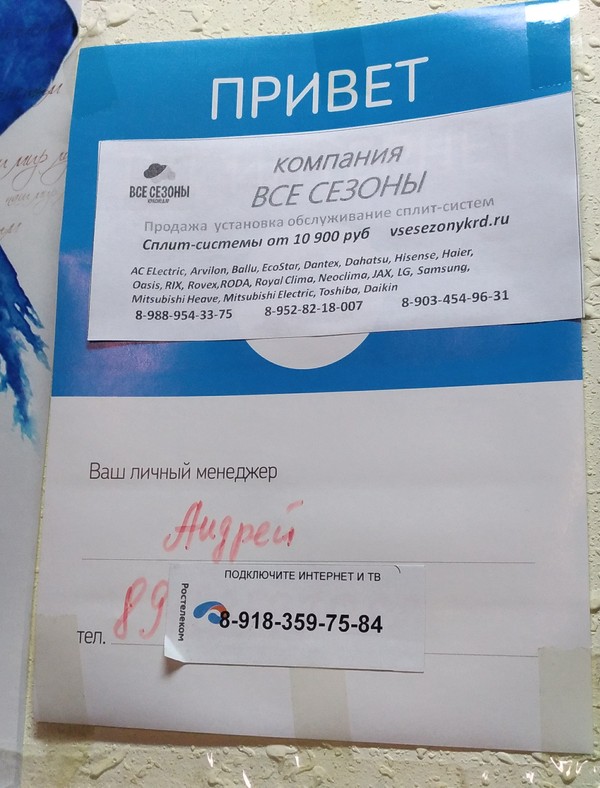 ПРИВЕТ
ВСЕ СЕЗОНЫ
КРАСНОДАР
КОМПАНИЯ
ВСЕ СЕЗОНЫ
Продажа установка обслуживание сплит-систем
Сплит-системы от 10 900 руб vsesezonykrd.ru
AC ELectric, Arvilon, Ballu, EcoStar, Dantex, Dahatsu, Hisense, Haier,
Oasis, RIX, Rovex,RODA, Royal Clima, Neoclima, JAX, LG, Samsung,
Mitsubishi Heave, Mitsubishi Electric, Toshiba, Daikin
8-988-954-33-75 8-952-82-18-007 8-903-454-96-31
Ваш личный менеджер
Андрей
тел. 89
ПОДКЛЮЧИТЕ ИНТЕРНЕТ И ТВ
Ростелеком
8-918-359-75-84